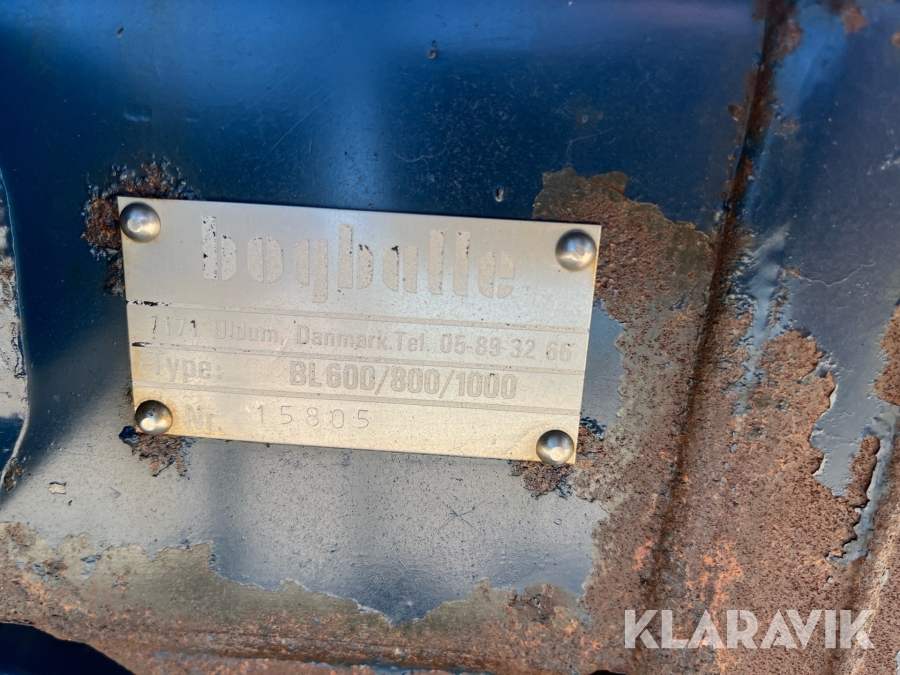 bogballe
7171 Uldum, Danmark. Tel. 05-89 32 66
Type: BL600/800/1000
Nr. 15805
KLARAVIK